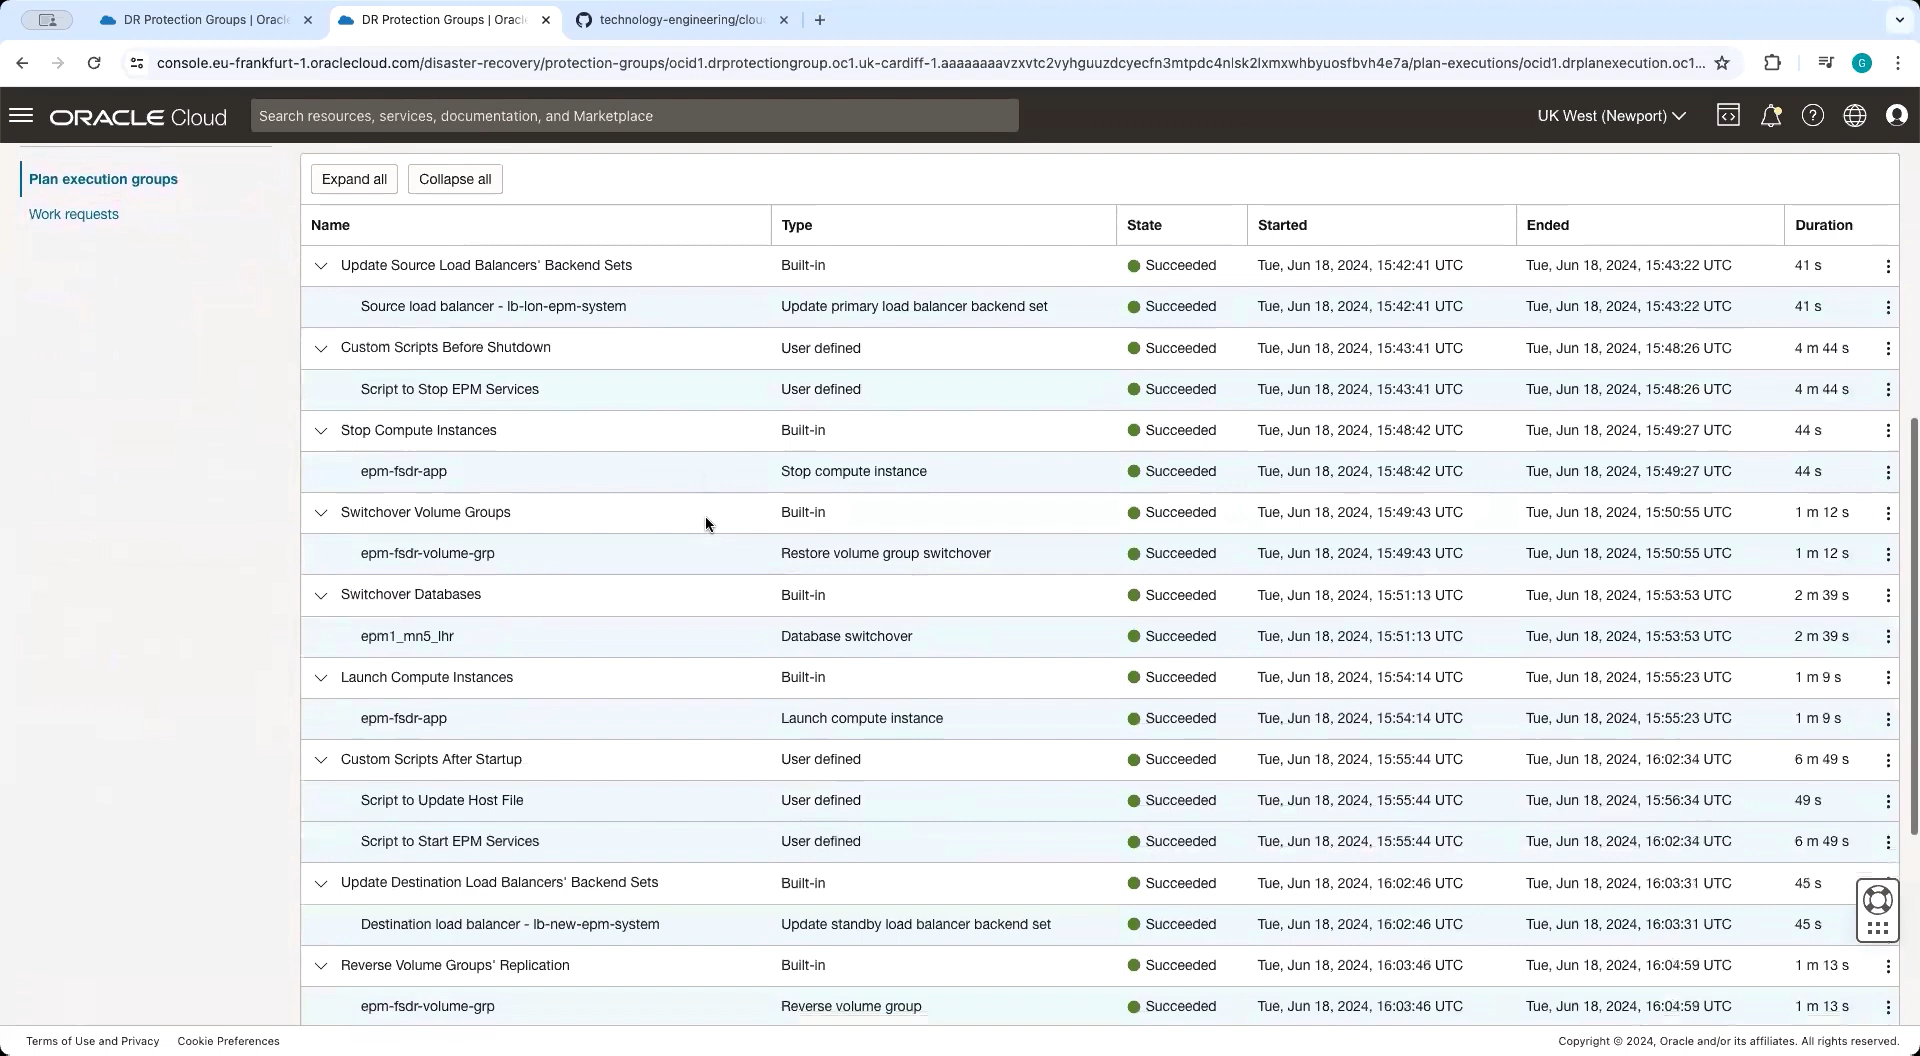 DR Protection Groups | Oracle
DR Protection Groups | Oracle
technology-engineering/clou
console.eu-frankfurt-1.oraclecloud.com/disaster-recovery/protection-groups/ocid1.drprotectiongroup.oc1.uk-cardiff-1.aaaaaaaavzxvtc2vyhguuzdcyecfn3mtpdc4nlsk2lxmxwhbyuosfbvh4e7a/plan-executions/ocid1.drplanexecution.oc1...
G
ORACLE Cloud
Search resources, services, documentation, and Marketplace
UK West (Newport)
Plan execution groups
Work requests
Expand all Collapse all
Name Type State Started Ended Duration
Update Source Load Balancers' Backend Sets Built-in Succeeded Tue, Jun 18, 2024, 15:42:41 UTC Tue, Jun 18, 2024, 15:43:22 UTC 41 s
Source load balancer - lb-lon-epm-system Update primary load balancer backend set Succeeded Tue, Jun 18, 2024, 15:42:41 UTC Tue, Jun 18, 2024, 15:43:22 UTC 41 s
Custom Scripts Before Shutdown User defined Succeeded Tue, Jun 18, 2024, 15:43:41 UTC Tue, Jun 18, 2024, 15:48:26 UTC 4 m 44 s
Script to Stop EPM Services User defined Succeeded Tue, Jun 18, 2024, 15:43:41 UTC Tue, Jun 18, 2024, 15:48:26 UTC 4 m 44 s
Stop Compute Instances Built-in Succeeded Tue, Jun 18, 2024, 15:48:42 UTC Tue, Jun 18, 2024, 15:49:27 UTC 44 s
epm-fsdr-app Stop compute instance Succeeded Tue, Jun 18, 2024, 15:48:42 UTC Tue, Jun 18, 2024, 15:49:27 UTC 44 s
Switchover Volume Groups Built-in Succeeded Tue, Jun 18, 2024, 15:49:43 UTC Tue, Jun 18, 2024, 15:50:55 UTC 1 m 12 s
epm-fsdr-volume-grp Restore volume group switchover Succeeded Tue, Jun 18, 2024, 15:49:43 UTC Tue, Jun 18, 2024, 15:50:55 UTC 1 m 12 s
Switchover Databases Built-in Succeeded Tue, Jun 18, 2024, 15:51:13 UTC Tue, Jun 18, 2024, 15:53:53 UTC 2 m 39 s
epm1_mn5_lhr Database switchover Succeeded Tue, Jun 18, 2024, 15:51:13 UTC Tue, Jun 18, 2024, 15:53:53 UTC 2 m 39 s
Launch Compute Instances Built-in Succeeded Tue, Jun 18, 2024, 15:54:14 UTC Tue, Jun 18, 2024, 15:55:23 UTC 1 m 9 s
epm-fsdr-app Launch compute instance Succeeded Tue, Jun 18, 2024, 15:54:14 UTC Tue, Jun 18, 2024, 15:55:23 UTC 1 m 9 s
Custom Scripts After Startup User defined Succeeded Tue, Jun 18, 2024, 15:55:44 UTC Tue, Jun 18, 2024, 16:02:34 UTC 6 m 49 s
Script to Update Host File User defined Succeeded Tue, Jun 18, 2024, 15:55:44 UTC Tue, Jun 18, 2024, 15:56:34 UTC 49 s
Script to Start EPM Services User defined Succeeded Tue, Jun 18, 2024, 15:55:44 UTC Tue, Jun 18, 2024, 16:02:34 UTC 6 m 49 s
Update Destination Load Balancers' Backend Sets Built-in Succeeded Tue, Jun 18, 2024, 16:02:46 UTC Tue, Jun 18, 2024, 16:03:31 UTC 45 s
Destination load balancer - lb-new-epm-system Update standby load balancer backend set Succeeded Tue, Jun 18, 2024, 16:02:46 UTC Tue, Jun 18, 2024, 16:03:31 UTC 45 s
Reverse Volume Groups' Replication Built-in Succeeded Tue, Jun 18, 2024, 16:03:46 UTC Tue, Jun 18, 2024, 16:04:59 UTC 1 m 13 s
epm-fsdr-volume-grp Reverse volume group Succeeded Tue, Jun 18, 2024, 16:03:46 UTC Tue, Jun 18, 2024, 16:04:59 UTC 1 m 13 s
Terms of Use and Privacy Cookie Preferences Copyright © 2024, Oracle and/or its affiliates. All rights reserved.